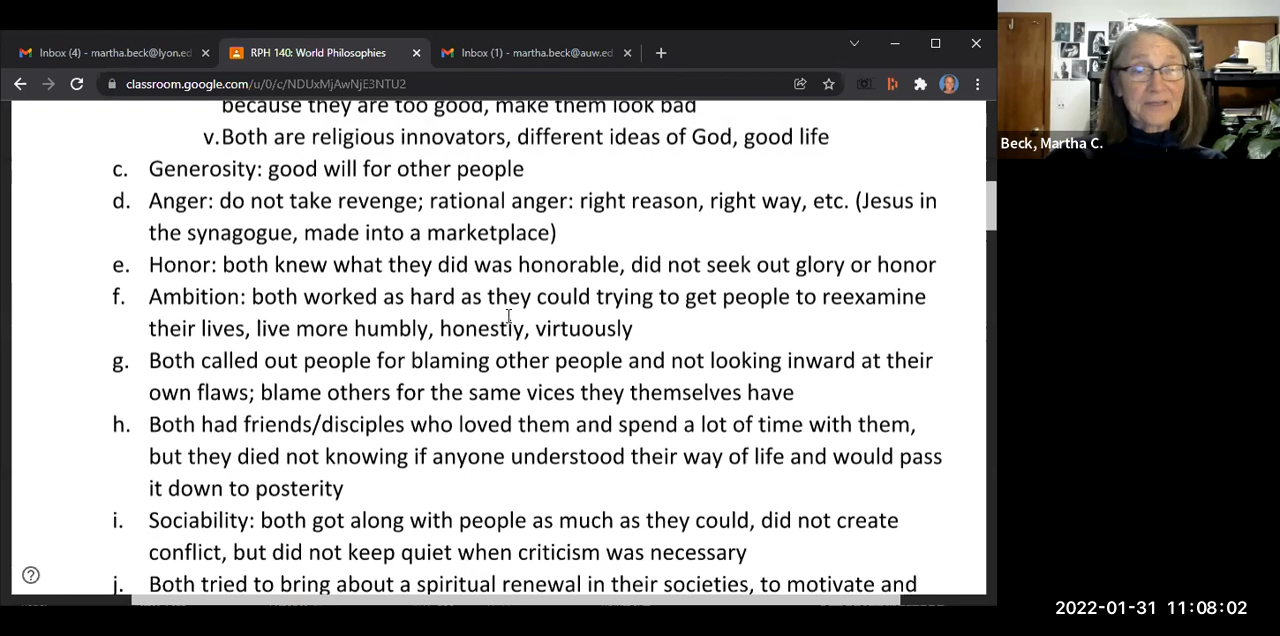 Inbox (4) - martha.beck@lyon.ed
RPH 140: World Philosophies
Inbox (1) - martha.beck@auw.ed
classroom.google.com/u/0/c/NDUxMjAwNjE3NTU2
because they are too good, make them look bad
v.Both are religious innovators, different ideas of God, good life
c. Generosity: good will for other people
d. Anger: do not take revenge; rational anger: right reason, right way, etc. (Jesus in
the synagogue, made into a marketplace)
e. Honor: both knew what they did was honorable, did not seek out glory or honor
f. Ambition: both worked as hard as they could trying to get people to reexamine
their lives, live more humbly, honestly, virtuously
g. Both called out people for blaming other people and not looking inward at their
own flaws; blame others for the same vices they themselves have
h. Both had friends/disciples who loved them and spend a lot of time with them,
but they died not knowing if anyone understood their way of life and would pass
it down to posterity
i. Sociability: both got along with people as much as they could, did not create
conflict, but did not keep quiet when criticism was necessary
j. Both tried to bring about a spiritual renewal in their societies, to motivate and
Beck, Martha C.
2022-01-31 11:08:02